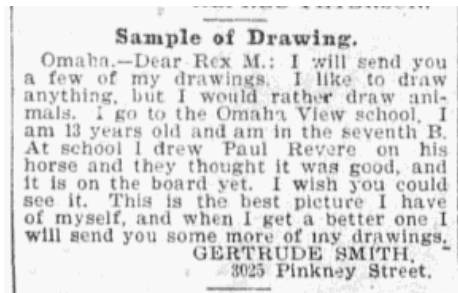 Sample of Drawing.
Omaha.—Dear Rex M.: I will send you
a few of my drawings. I like to draw
anything, but I would rather draw ani-
mals. I go to the Omaha View school. I
am 13 years old and am in the seventh B.
At school I drew Paul Revere on his
horse and they thought it was good, and
it is on the board yet. I wish you could
see it. This is the best picture I have
of myself, and when I get a better one I
will send you some more of my drawings.
GERTRUDE SMITH,
3025 Pinkney Street.